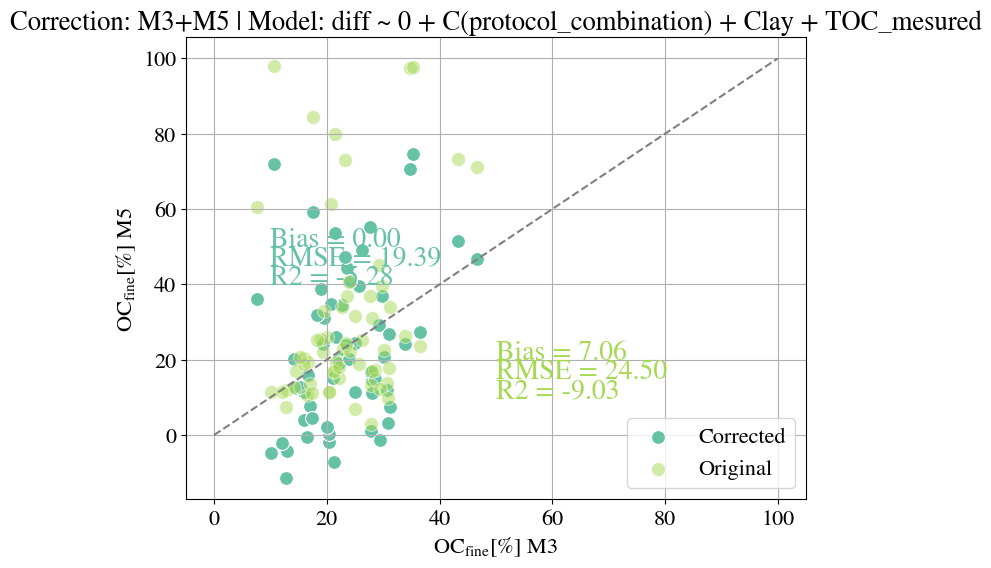 Correction: M3+M5 | Model: diff ~ 0 + C(protocol_combination) + Clay + TOC_mesured
100
80
60
40
20
0
OCfine[%] M5
Bias = 0.00
RMSE = 19.39
R2 =
28
Bias = 7.06
RMSE = 24.50
R2 = -9.03
Corrected
Original
0
20
40
60
80
100
OCfine[%] M3